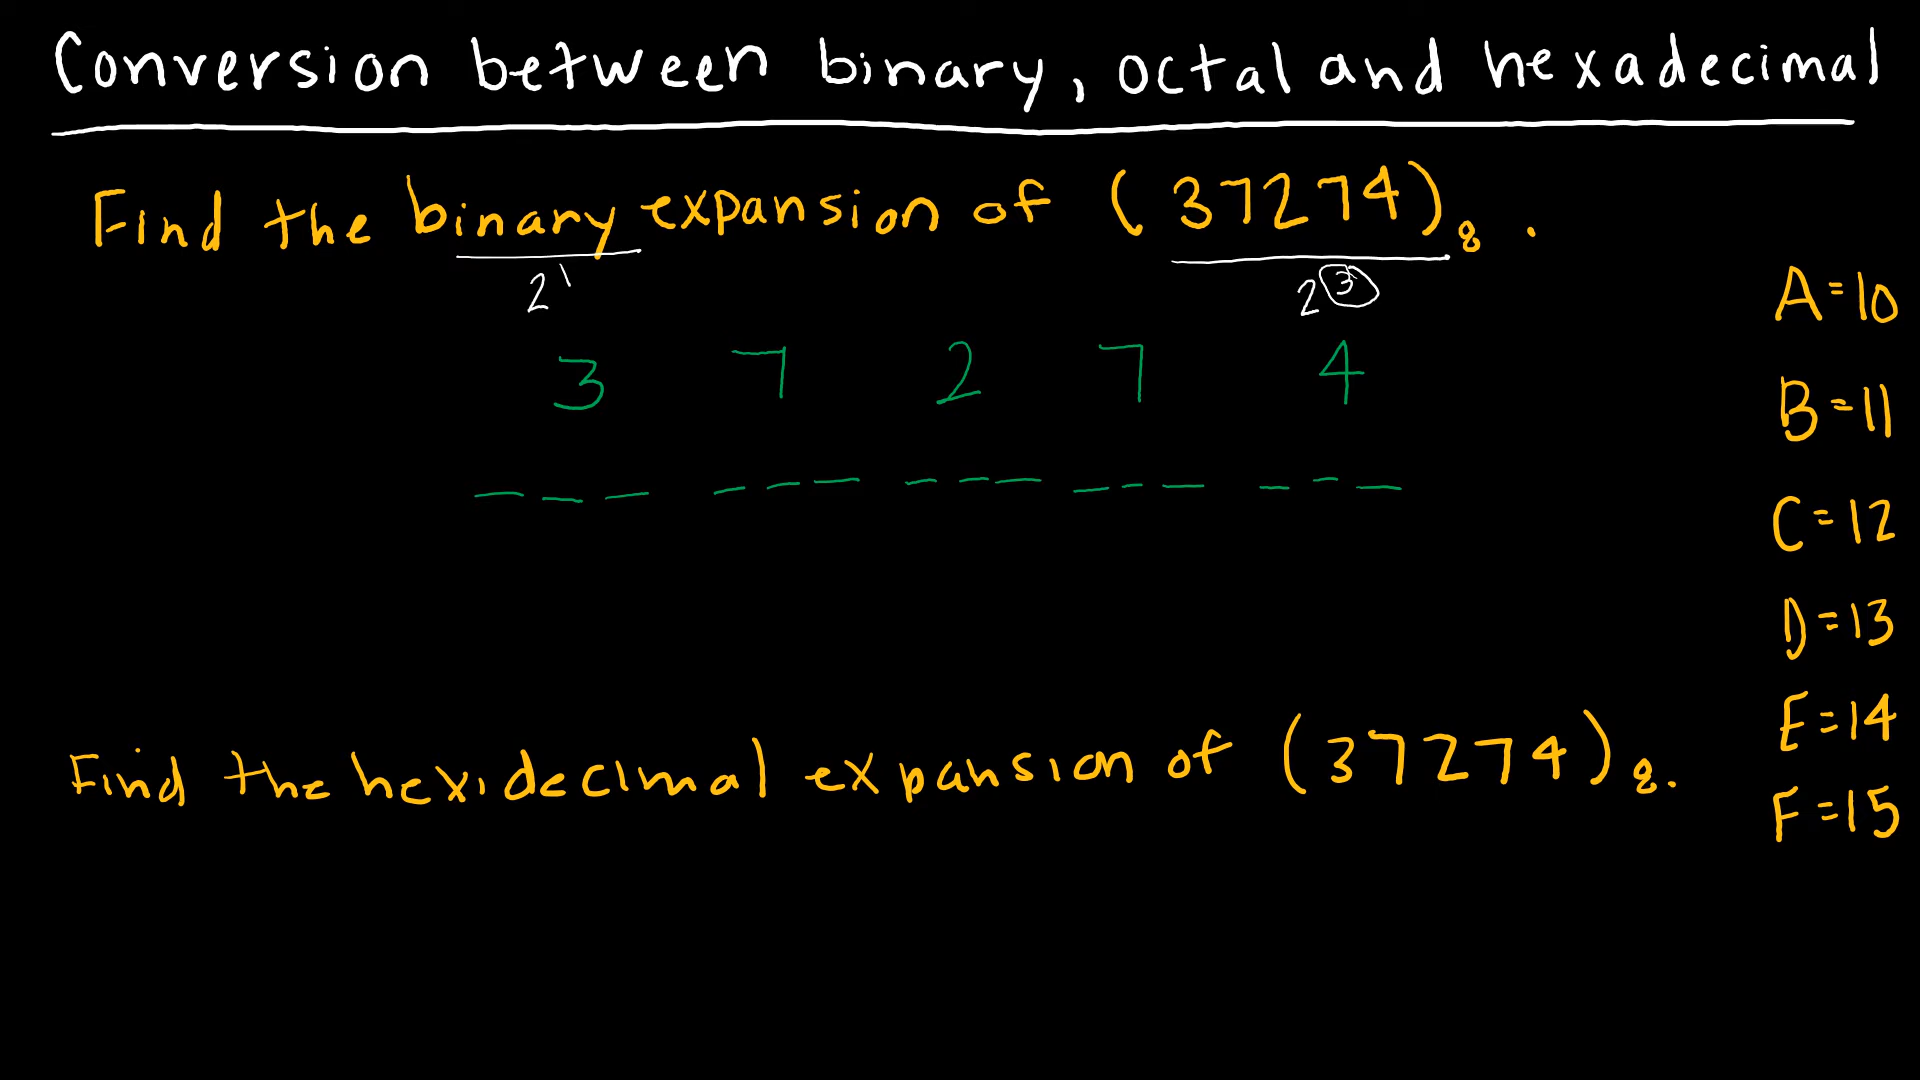 Conversion between binary, octal and hexadecimal
Find the binary expansion of (37274)₈.
2¹ 2³
3 7 2 7 4
_ _ _ _ _ _ _ _ _ _ _ _ _ _ _
A=10
B=11
C=12
D=13
E=14
F=15
Find the hexidecimal expansion of (37274)₈.